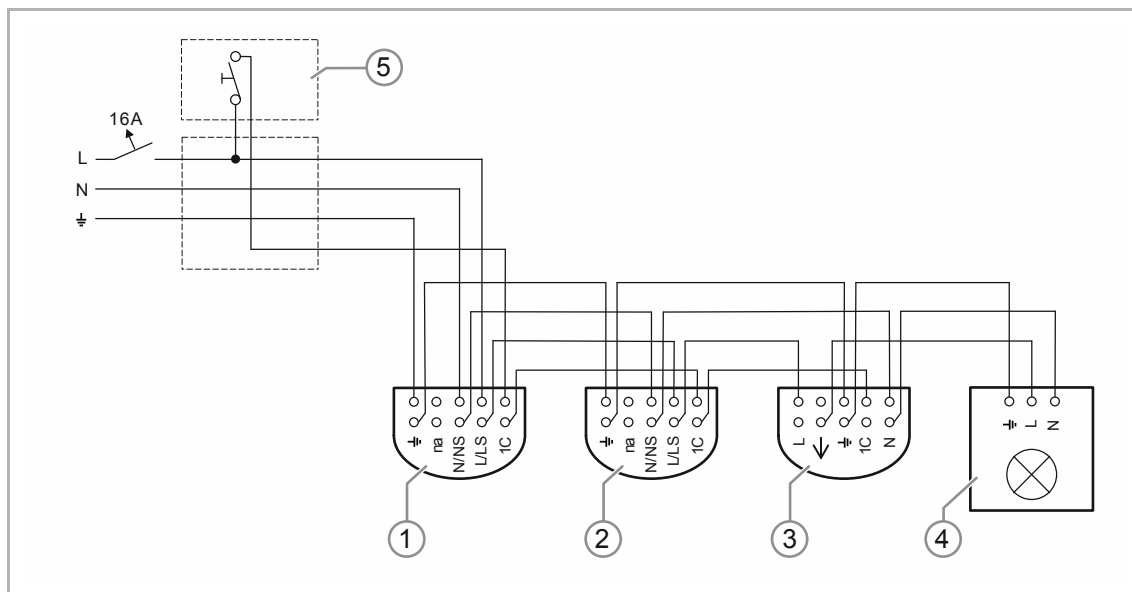 5
16A
L
N
⏚
⏚ na N/NS L/LS 1C
⏚ na N/NS L/LS 1C
L ↓ ⏚ 1C N
⏚ L N
1
2
3
4